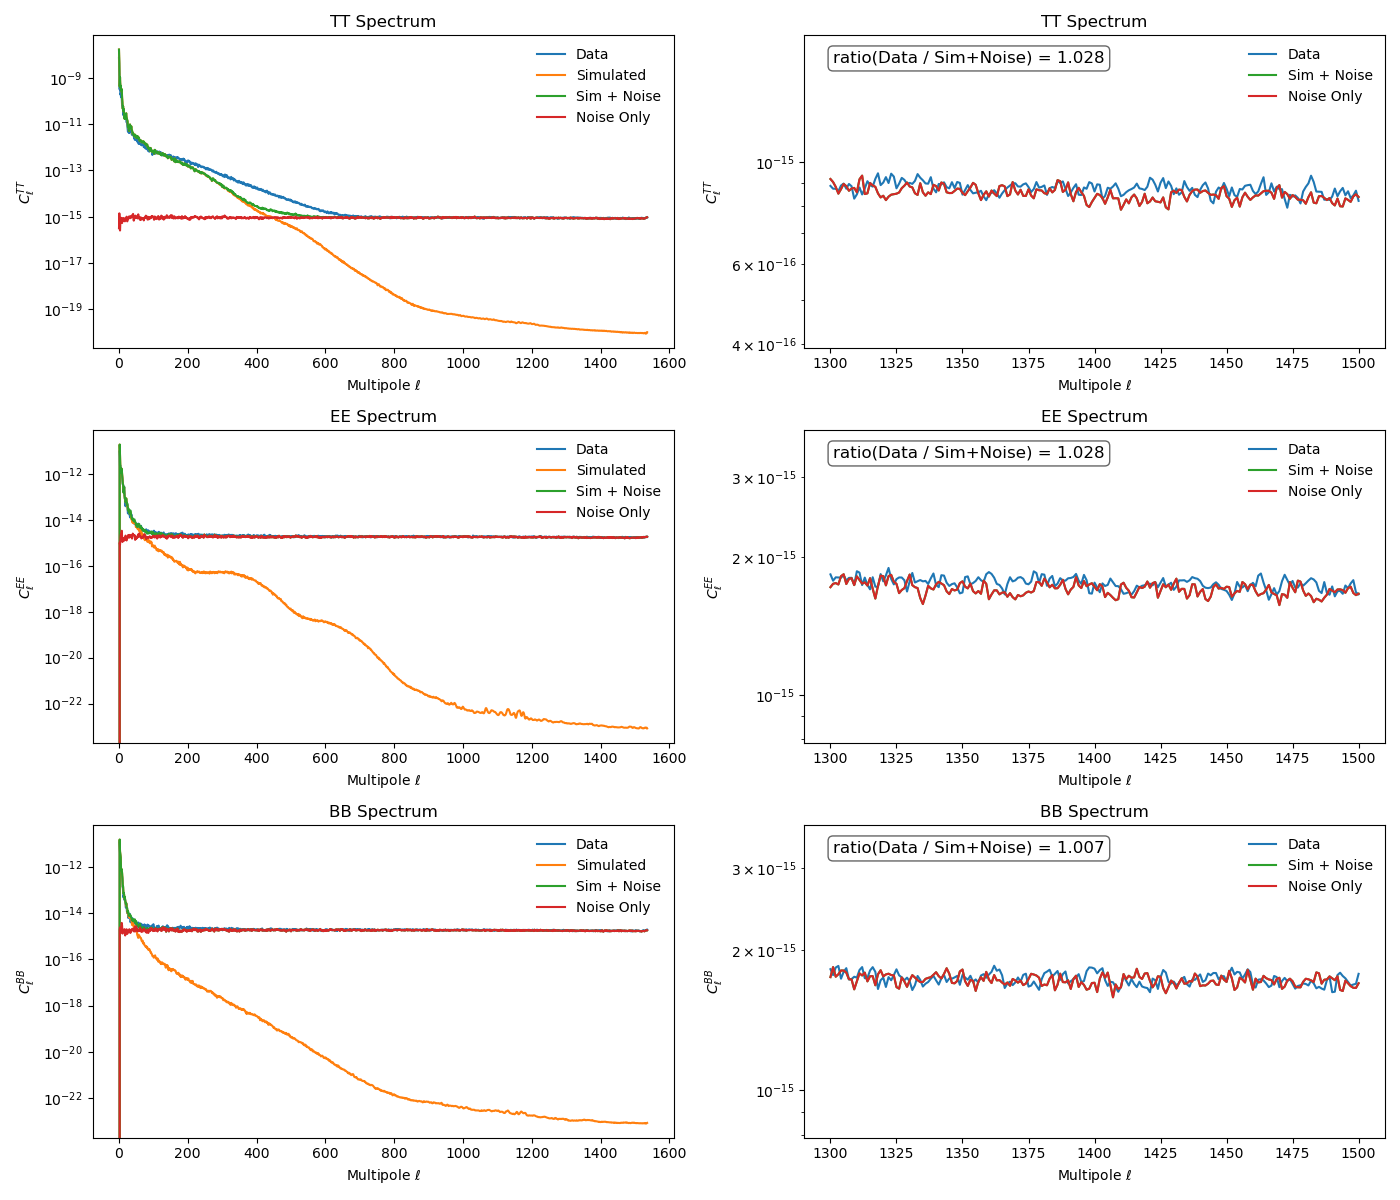 TT Spectrum
Data
Simulated
Sim + Noise
Noise Only
10⁻⁹
10⁻¹¹
10⁻¹³
10⁻¹⁵
10⁻¹⁷
10⁻¹⁹
C_ℓ^{TT}
0 200 400 600 800 1000 1200 1400 1600
Multipole ℓ
TT Spectrum
ratio(Data / Sim+Noise) = 1.028
Data
Sim + Noise
Noise Only
10⁻¹⁵
6 × 10⁻¹⁶
4 × 10⁻¹⁶
C_ℓ^{TT}
1300 1325 1350 1375 1400 1425 1450 1475 1500
Multipole ℓ
EE Spectrum
Data
Simulated
Sim + Noise
Noise Only
10⁻¹²
10⁻¹⁴
10⁻¹⁶
10⁻¹⁸
10⁻²⁰
10⁻²²
C_ℓ^{EE}
0 200 400 600 800 1000 1200 1400 1600
Multipole ℓ
EE Spectrum
ratio(Data / Sim+Noise) = 1.028
Data
Sim + Noise
Noise Only
3 × 10⁻¹⁵
2 × 10⁻¹⁵
10⁻¹⁵
C_ℓ^{EE}
1300 1325 1350 1375 1400 1425 1450 1475 1500
Multipole ℓ
BB Spectrum
Data
Simulated
Sim + Noise
Noise Only
10⁻¹²
10⁻¹⁴
10⁻¹⁶
10⁻¹⁸
10⁻²⁰
10⁻²²
C_ℓ^{BB}
0 200 400 600 800 1000 1200 1400 1600
Multipole ℓ
BB Spectrum
ratio(Data / Sim+Noise) = 1.007
Data
Sim + Noise
Noise Only
3 × 10⁻¹⁵
2 × 10⁻¹⁵
10⁻¹⁵
C_ℓ^{BB}
1300 1325 1350 1375 1400 1425 1450 1475 1500
Multipole ℓ